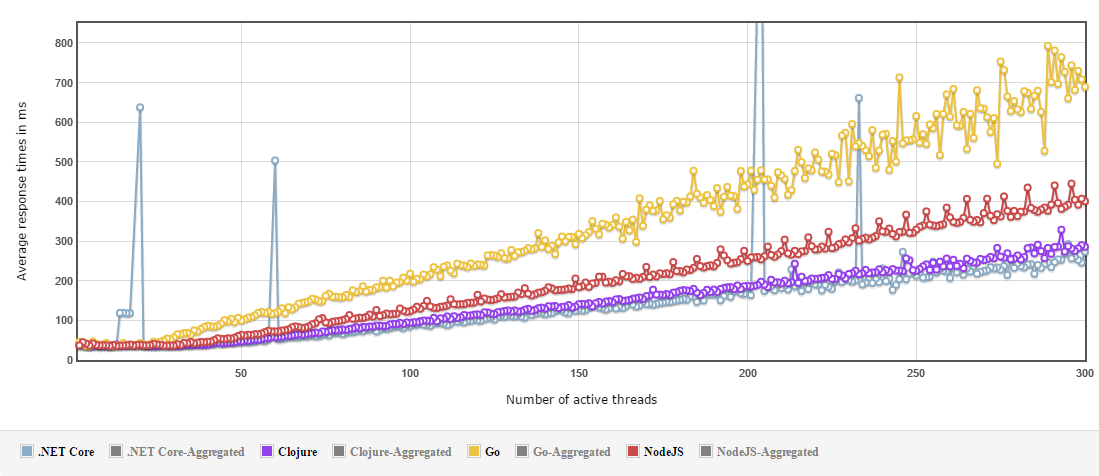 Average response times in ms
800
700
600
500
400
300
200
100
0
50 100 150 200 250 300
Number of active threads
.NET Core .NET Core-Aggregated Clojure Clojure-Aggregated Go Go-Aggregated NodeJS NodeJS-Aggregated